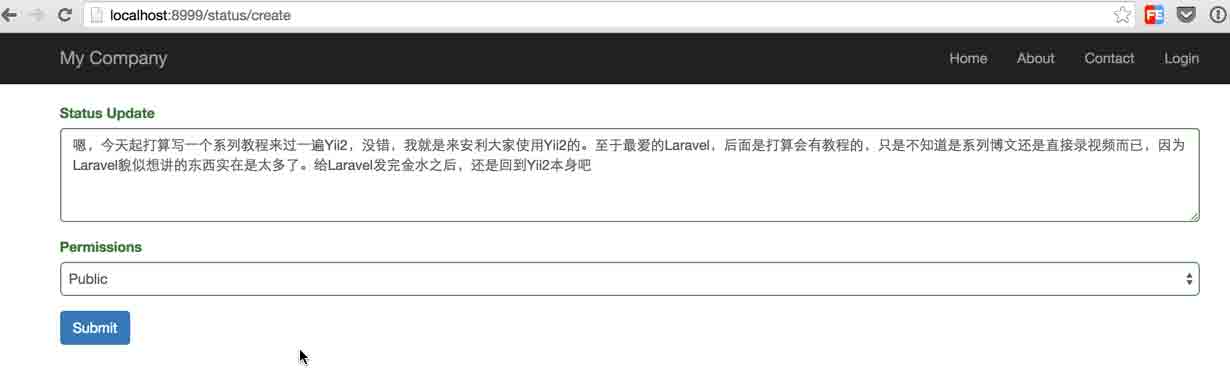 localhost:8999/status/create
FE
My Company Home About Contact Login
Status Update
嗯，今天起打算写一个系列教程来过一遍Yii2，没错，我就是来安利大家使用Yii2的。至于最爱的Laravel，后面是打算会有教程的，只是不知道是系列博文还是直接录视频而已，因为
Laravel貌似想讲的东西实在是太多了。给Laravel发完金水之后，还是回到Yii2本身吧
Permissions
Public
Submit